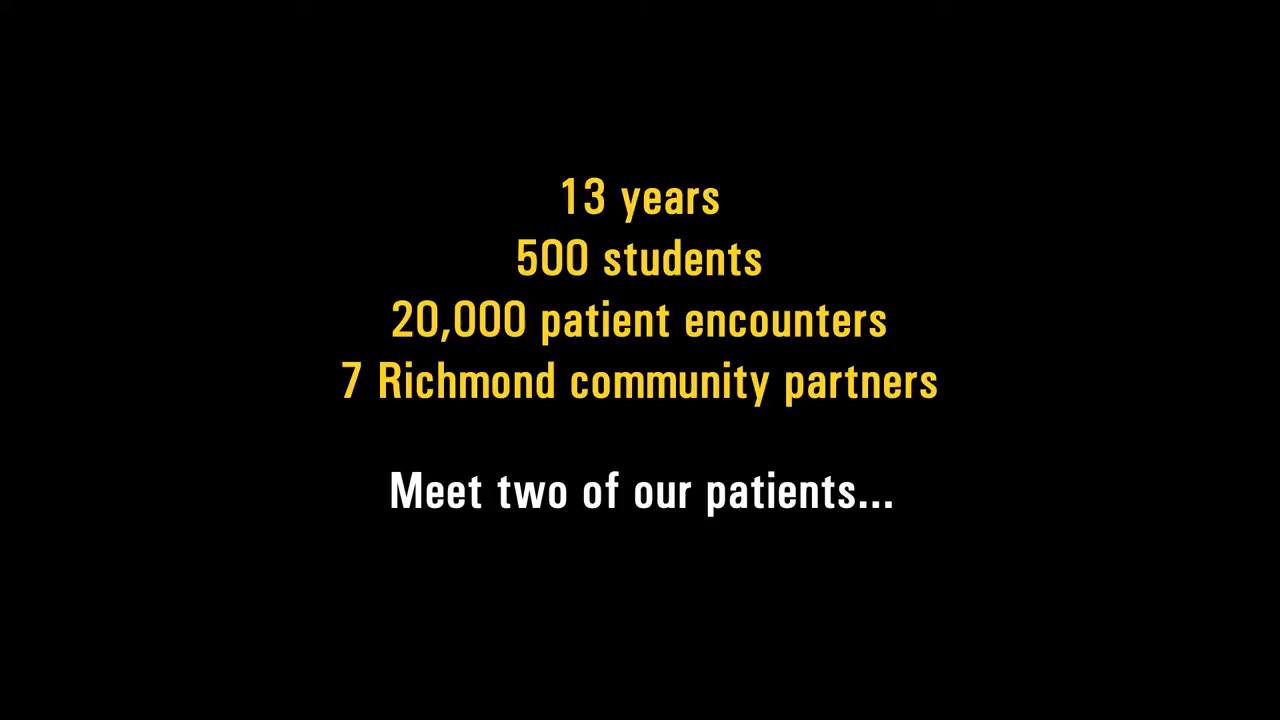 13 years
500 students
20,000 patient encounters
7 Richmond community partners
Meet two of our patients...